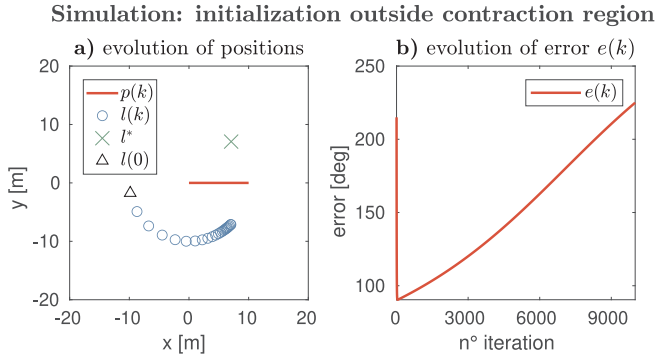 Simulation: initialization outside contraction region
a) evolution of positions
20
10
0
-10
-20
y [m]
p(k)
l(k)
l*
l(0)
-20 -10 0 10 20
x [m]
b) evolution of error e(k)
250
200
150
100
error [deg]
e(k)
0 3000 6000 9000
n° iteration